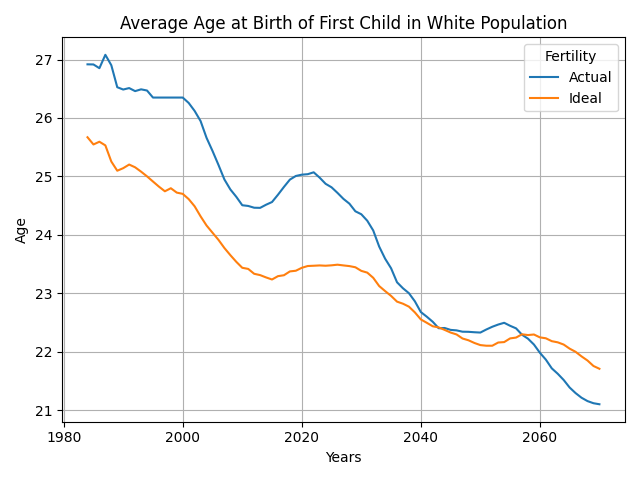 Average Age at Birth of First Child in White Population
Fertility
Actual
Ideal
27
26
25
24
23
22
21
Age
1980
2000
2020
2040
2060
Years